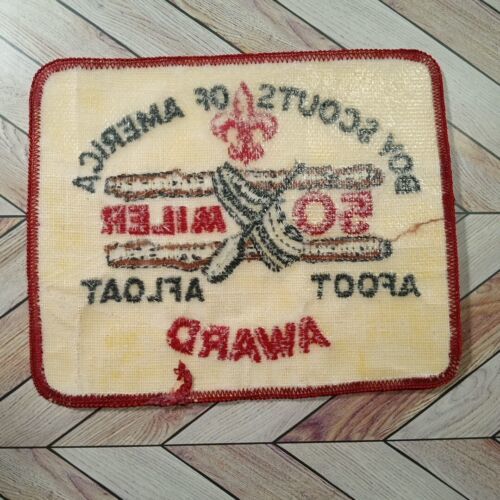 BOY SCOUTS OF AMERICA
50 MILER
AFOOT AFLOAT
AWARD